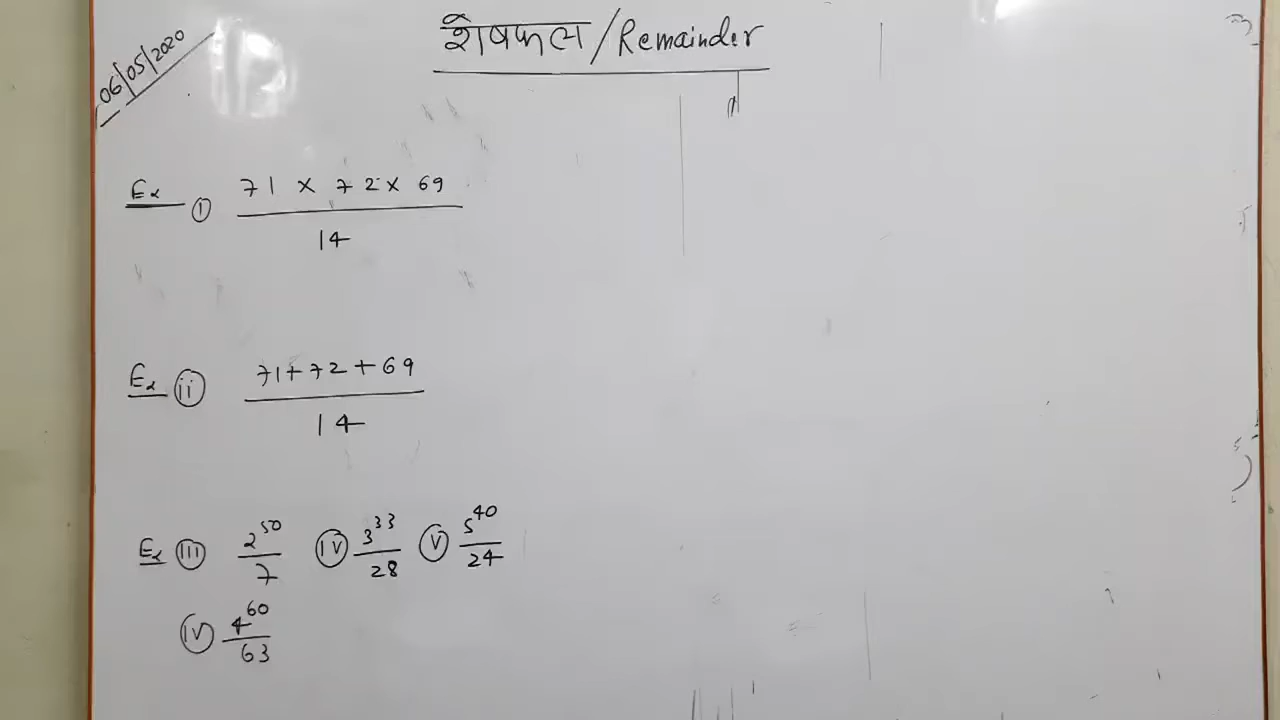 06/05/2020
शेषफल / Remainder
Ex (i) 71 × 72 × 69
14
Ex (ii) 71 + 72 + 69
14
Ex (iii) 2^50 / 7 (iv) 3^33 / 28 (v) 5^40 / 24
(iv) 4^60 / 63